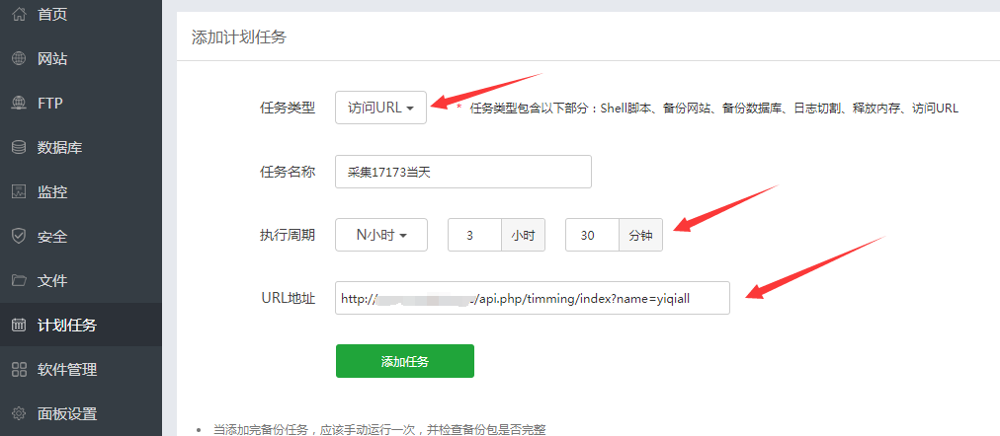 首页
网站
FTP
数据库
监控
安全
文件
计划任务
软件管理
面板设置
添加计划任务
任务类型 访问URL * 任务类型包含以下部分：Shell脚本、备份网站、备份数据库、日志切割、释放内存、访问URL
任务名称 采集17173当天
执行周期 N小时 3 小时 30 分钟
URL地址 http:// /api.php/timming/index?name=yiqiall
添加任务
当添加完备份任务，应该手动运行一次，并检查备份包是否完整